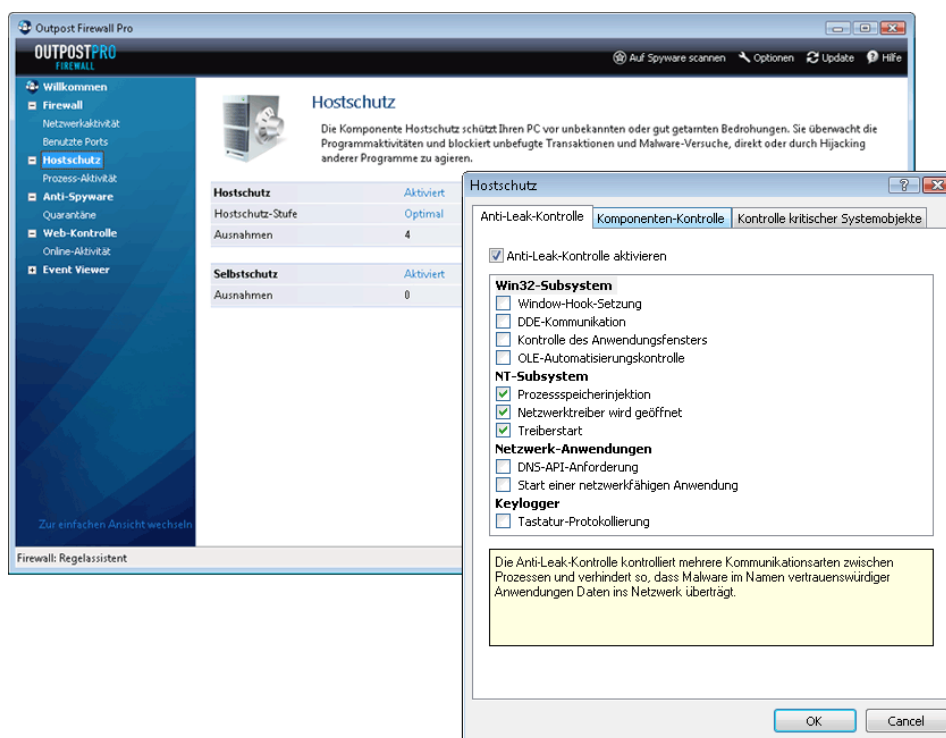 Outpost Firewall Pro
OUTPOSTPRO
FIREWALL
Auf Spyware scannen Optionen Update Hilfe
Willkommen
Firewall
Netzwerkaktivität
Benutzte Ports
Hostschutz
Prozess-Aktivität
Anti-Spyware
Quarantäne
Web-Kontrolle
Online-Aktivität
Event Viewer
Zur einfachen Ansicht wechseln
Hostschutz
Die Komponente Hostschutz schützt Ihren PC vor unbekannten oder gut getarnten Bedrohungen. Sie überwacht die
Programmaktivitäten und blockiert unbefugte Transaktionen und Malware-Versuche, direkt oder durch Hijacking
anderer Programme zu agieren.
Hostschutz Aktiviert
Hostschutz-Stufe Optimal
Ausnahmen 4
Selbstschutz Aktiviert
Ausnahmen 0
Firewall: Regelassistent
Hostschutz
Anti-Leak-Kontrolle Komponenten-Kontrolle Kontrolle kritischer Systemobjekte
Anti-Leak-Kontrolle aktivieren
Win32-Subsystem
Window-Hook-Setzung
DDE-Kommunikation
Kontrolle des Anwendungsfensters
OLE-Automatisierungskontrolle
NT-Subsystem
Prozessspeicherinjektion
Netzwerktreiber wird geöffnet
Treiberstart
Netzwerk-Anwendungen
DNS-API-Anforderung
Start einer netzwerkfähigen Anwendung
Keylogger
Tastatur-Protokollierung
Die Anti-Leak-Kontrolle kontrolliert mehrere Kommunikationsarten zwischen
Prozessen und verhindert so, dass Malware im Namen vertrauenswürdiger
Anwendungen Daten ins Netzwerk überträgt.
OK Cancel